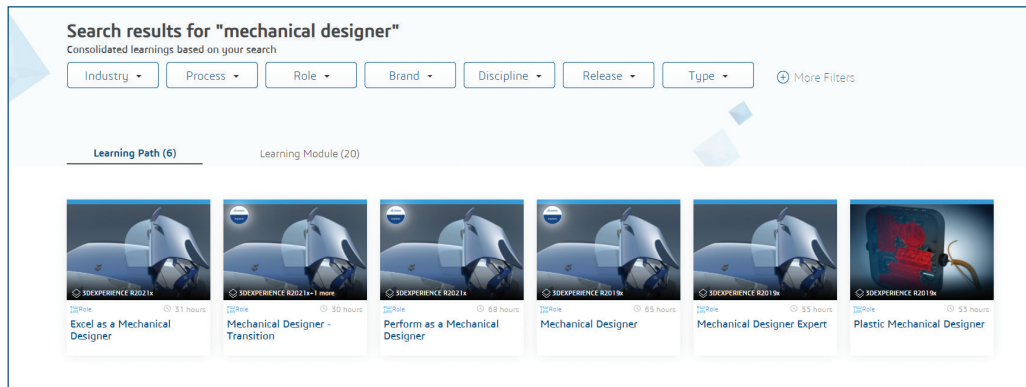 Search results for "mechanical designer"
Consolidated learnings based on your search
Industry
Process
Role
Brand
Discipline
Release
Type
More Filters
Learning Path (6)
Learning Module (20)
3DEXPERIENCE R2021x
Role
31 hours
Excel as a Mechanical
Designer
3DEXPERIENCE R2021x+1 more
Role
30 hours
Mechanical Designer -
Transition
3DEXPERIENCE R2021x
Role
68 hours
Perform as a Mechanical
Designer
3DEXPERIENCE R2019x
Role
65 hours
Mechanical Designer
3DEXPERIENCE R2019x
Role
55 hours
Mechanical Designer Expert
3DEXPERIENCE R2019x
Role
53 hours
Plastic Mechanical Designer